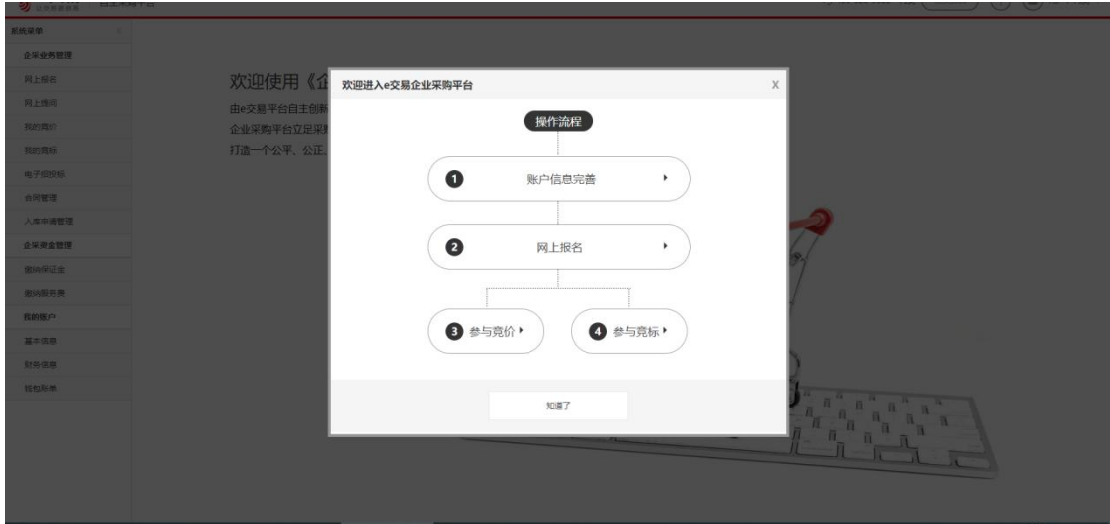 自主采购平台
系统菜单
企采业务管理
网上报名
网上提问
我的竞价
我的竞标
电子招投标
合同管理
入库申请管理
企采资金管理
缴纳保证金
缴纳服务费
我的账户
基本信息
财务信息
钱包账单
欢迎使用《企
由e交易平台自主创新
企业采购平台立足采购
打造一个公平、公正、
欢迎进入e交易企业采购平台
X
操作流程
1 账户信息完善
2 网上报名
3 参与竞价
4 参与竞标
知道了